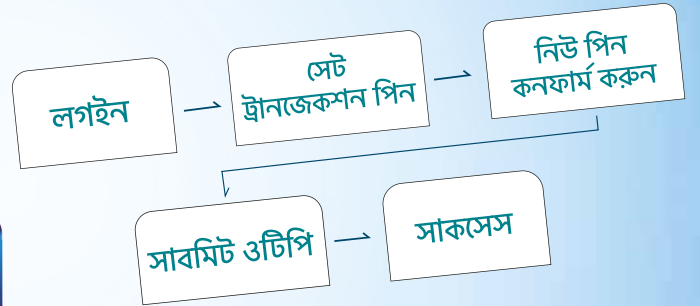 লগইন
সেট
ট্রানজেকশন পিন
নিউ পিন
কনফার্ম করুন
সাবমিট ওটিপি
সাকসেস